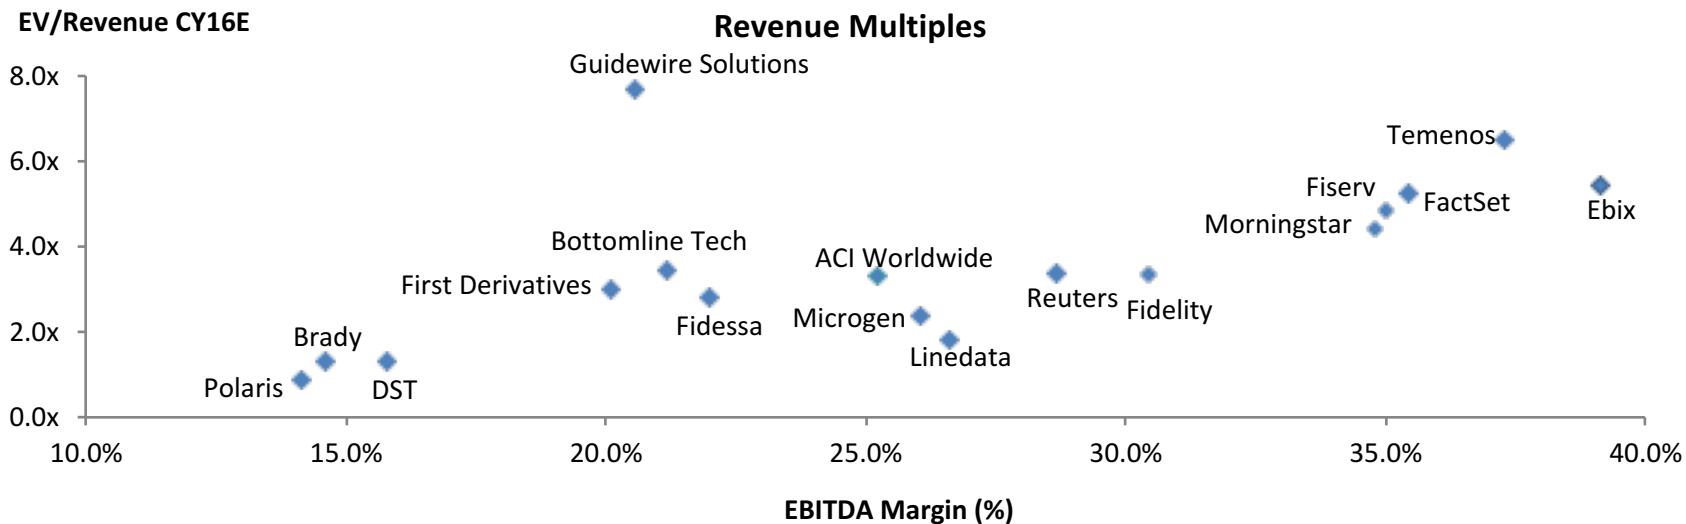 EV/Revenue CY16E
Revenue Multiples
Guidewire Solutions
8.0x
Temenos
6.0x
Fiserv
FactSet
Ebix
Morningstar
4.0x
Bottomline Tech
ACI Worldwide
First Derivatives
Reuters
Fidelity
Microgen
Fidessa
2.0x
Brady
Linedata
Polaris
DST
0.0x
10.0% 15.0% 20.0% 25.0% 30.0% 35.0% 40.0%
EBITDA Margin (%)